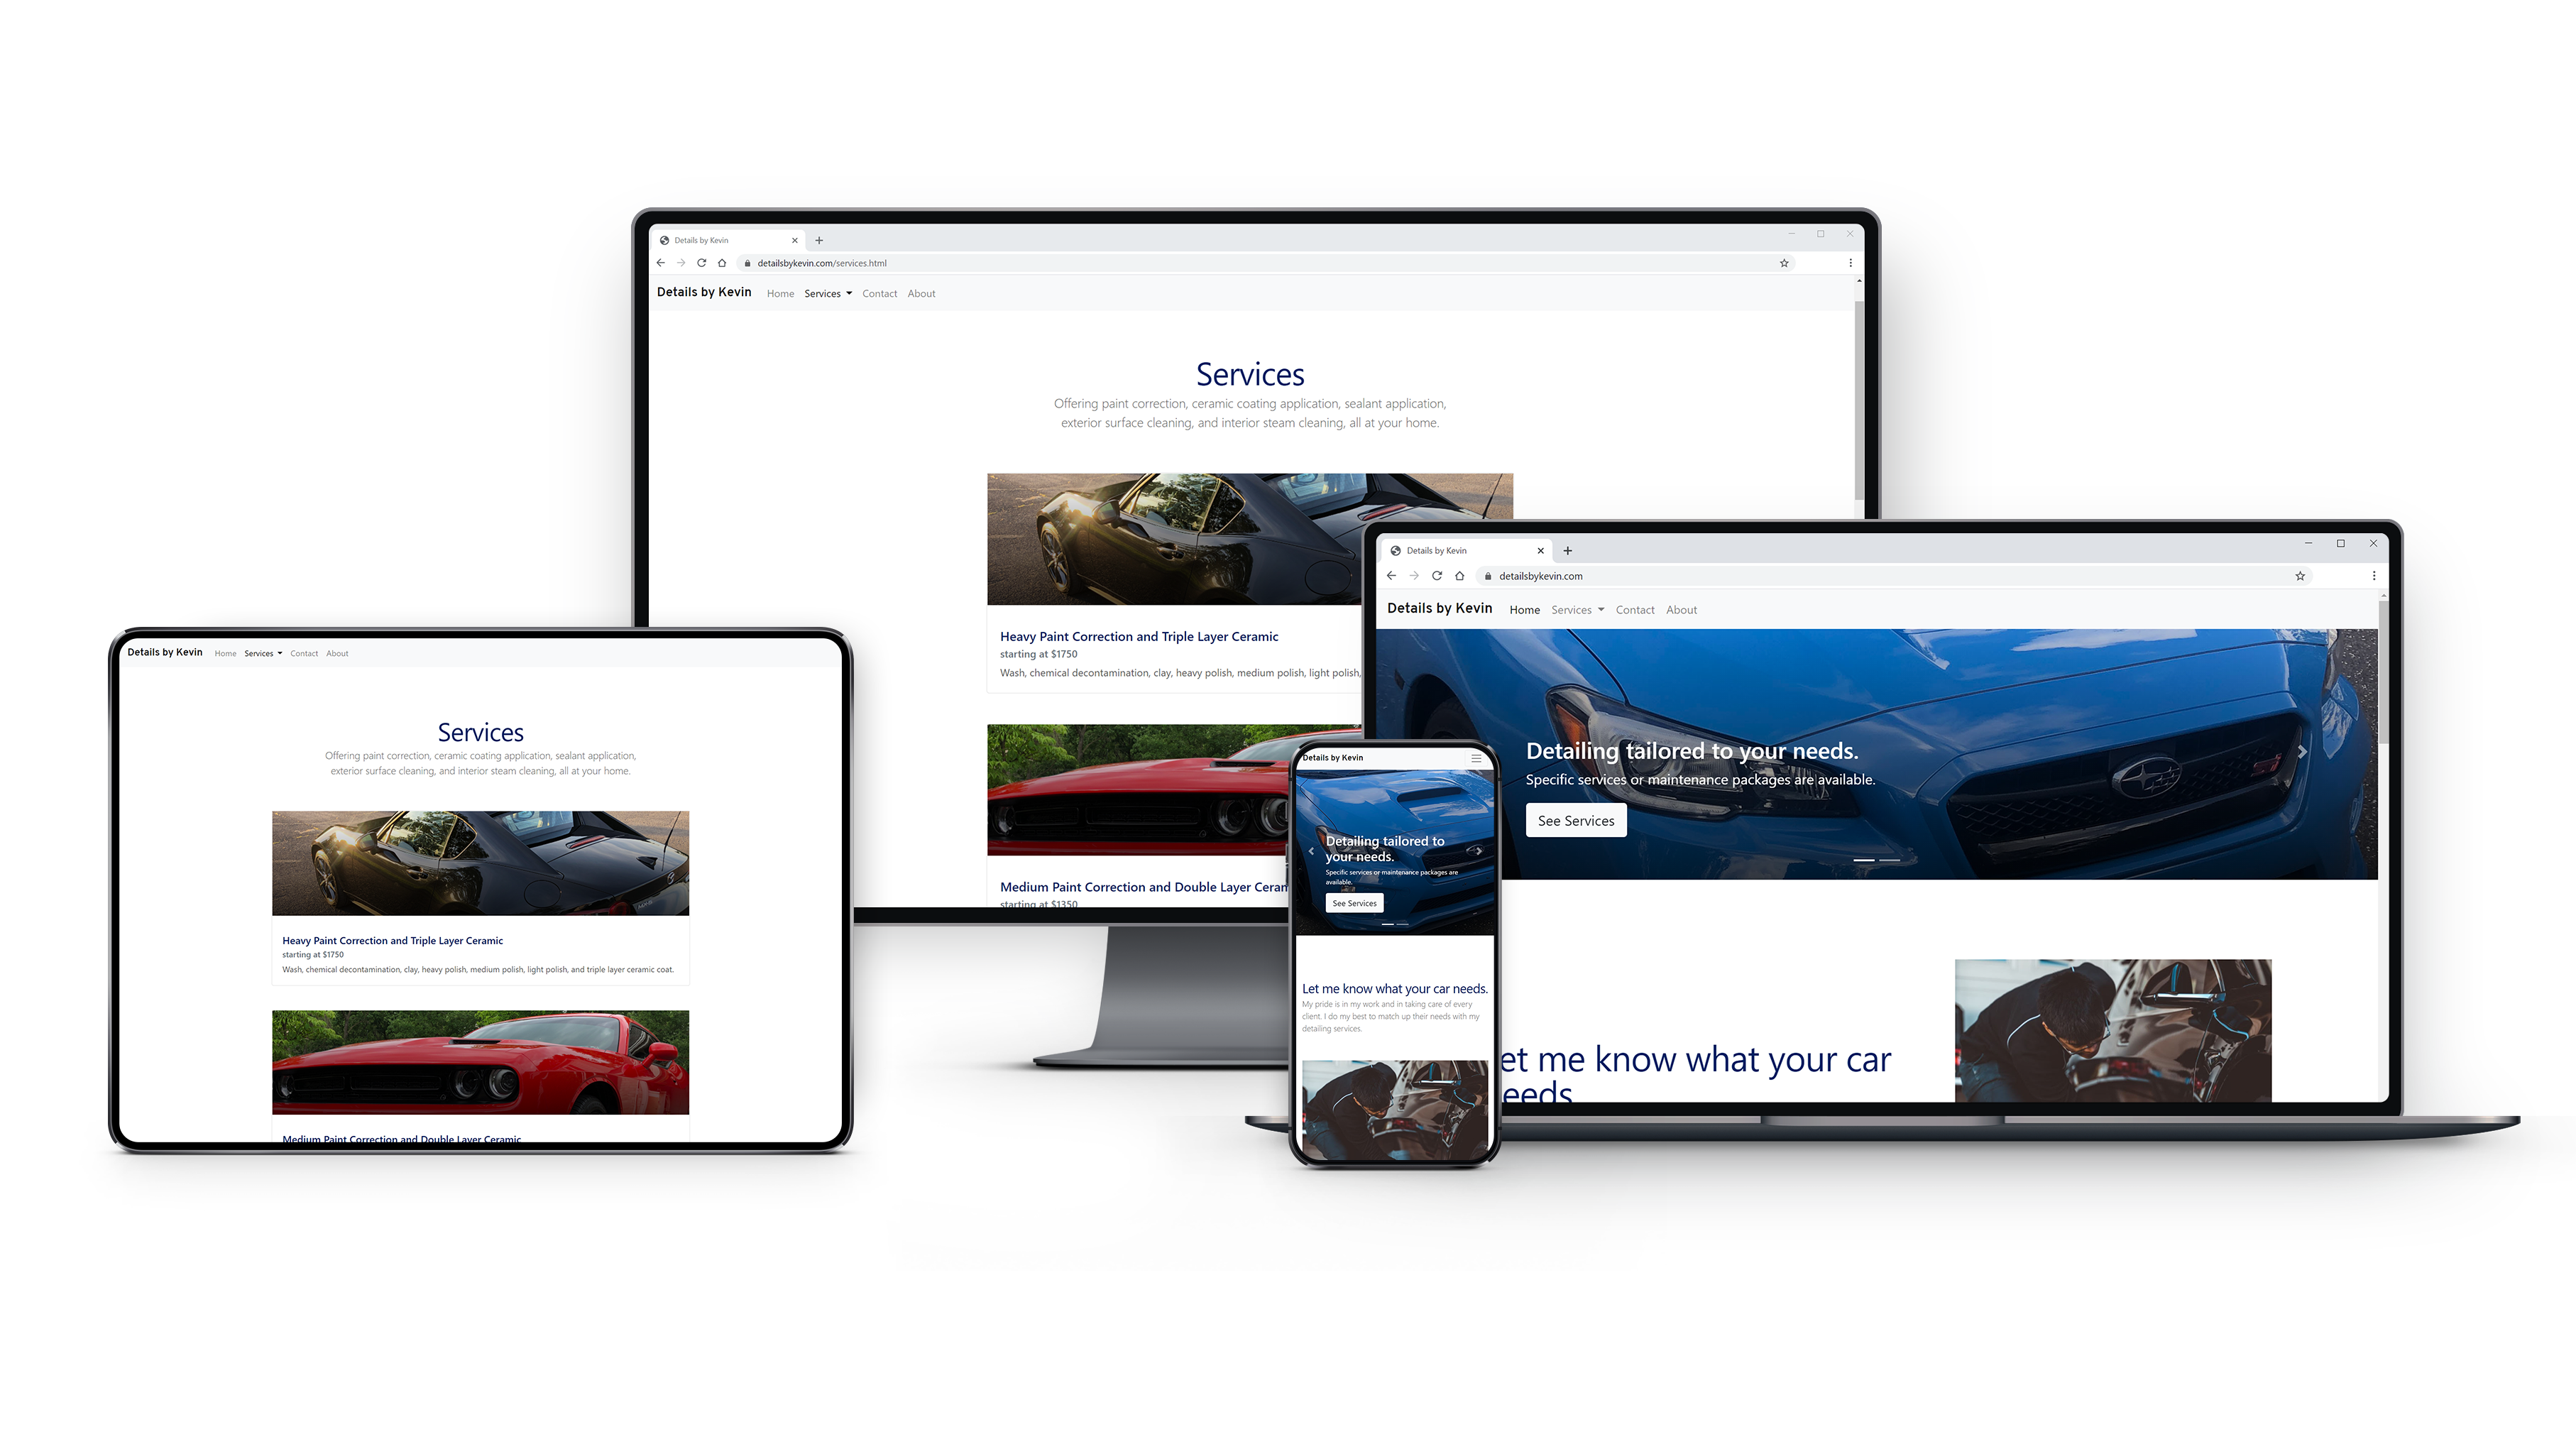 Details by Kevin
detailsbykevin.com/services.html
Details by Kevin Home Services Contact About
Services
Offering paint correction, ceramic coating application, sealant application,
exterior surface cleaning, and interior steam cleaning, all at your home.
Heavy Paint Correction and Triple Layer Ceramic
starting at $1750
Wash, chemical decontamination, clay, heavy polish, medium polish, light polish,
Medium Paint Correction and Double Layer Ceram
starting at $1350
Details by Kevin
detailsbykevin.com
Details by Kevin Home Services Contact About
Detailing tailored to your needs.
Specific services or maintenance packages are available.
See Services
et me know what your car
eeds
Details by Kevin Home Services Contact About
Services
Offering paint correction, ceramic coating application, sealant application,
exterior surface cleaning, and interior steam cleaning, all at your home.
Heavy Paint Correction and Triple Layer Ceramic
starting at $1750
Wash, chemical decontamination, clay, heavy polish, medium polish, light polish, and triple layer ceramic coat.
Medium Paint Correction and Double Layer Ceramic
Details by Kevin
Detailing tailored to
your needs.
Specific services or maintenance packages are
available.
See Services
Let me know what your car needs.
My pride is in my work and in taking care of every
client. I do my best to match up their needs with my
detailing services.